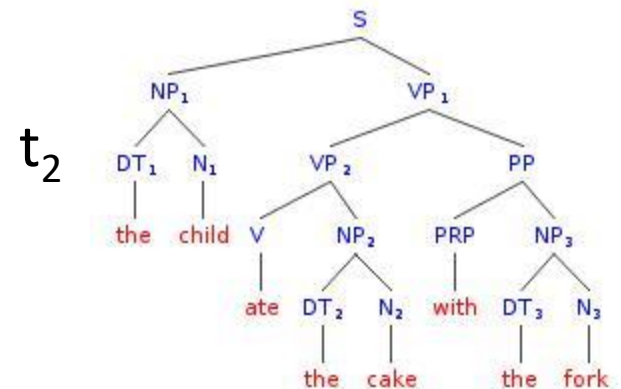 S
NP₁ VP₁
t₂ DT₁ N₁ VP₂ PP
the child V NP₂ PRP NP₃
ate DT₂ N₂ with DT₃ N₃
the cake the fork